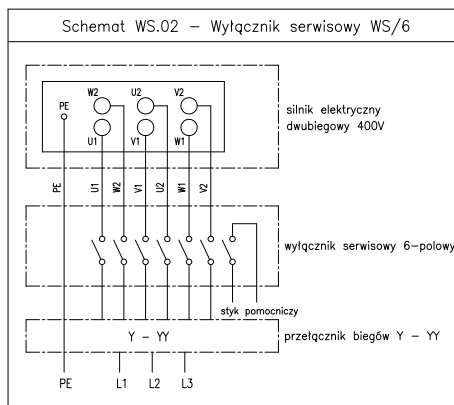 Schemat WS.02 – Wyłącznik serwisowy WS/6
W2 U2 V2
PE
U1 V1 W1
silnik elektryczny
dwubiegowy 400V
PE U1 W2 V1 U2 W1 V2
wyłącznik serwisowy 6–polowy
styk pomocniczy
Y – YY
przełącznik biegów Y – YY
PE L1 L2 L3